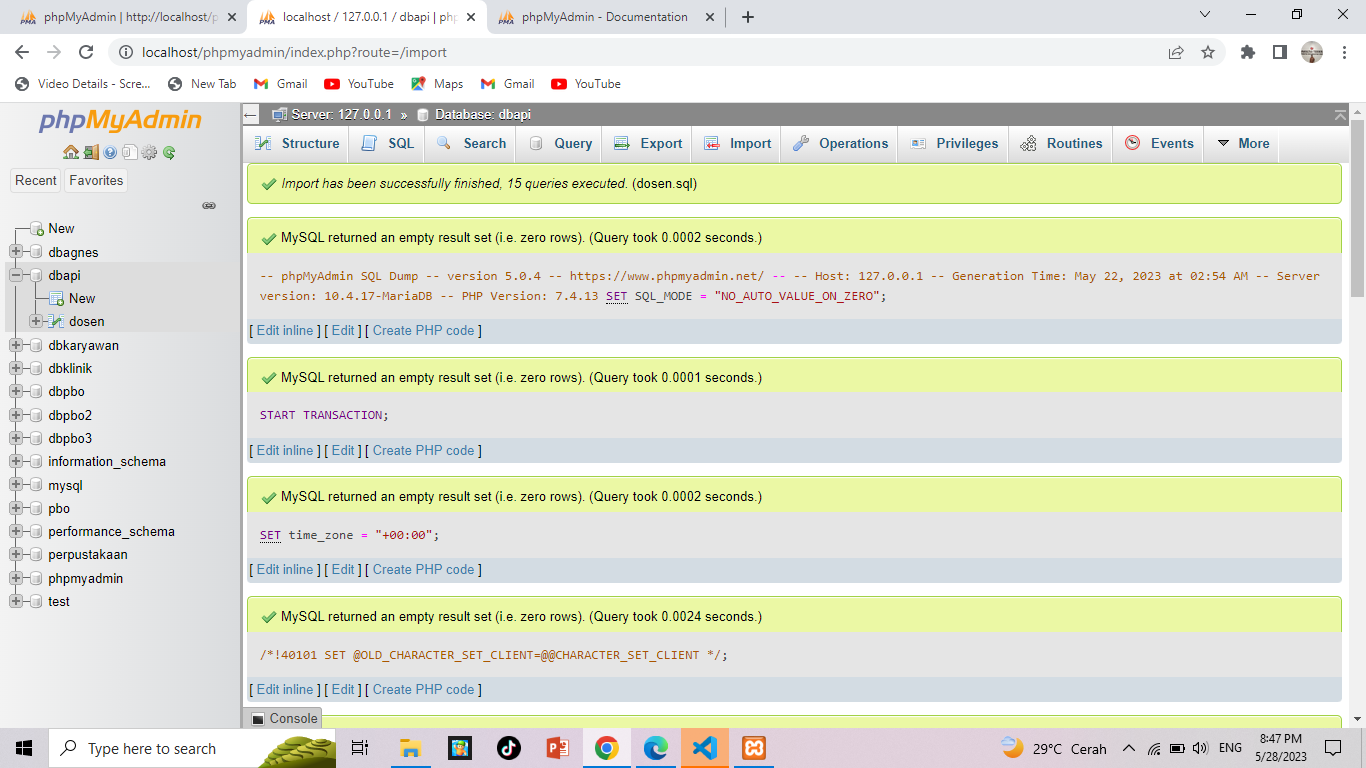 phpMyAdmin | http://localhost/p
localhost / 127.0.0.1 / dbapi | php
phpMyAdmin - Documentation
localhost/phpmyadmin/index.php?route=/import
Video Details - Scre...
New Tab
Gmail
YouTube
Maps
Gmail
YouTube
phpMyAdmin
Recent
Favorites
New
dbagnes
dbapi
New
dosen
dbkaryawan
dbklinik
dbpbo
dbpbo2
dbpbo3
information_schema
mysql
pbo
performance_schema
perpustakaan
phpmyadmin
test
Server: 127.0.0.1 » Database: dbapi
Structure
SQL
Search
Query
Export
Import
Operations
Privileges
Routines
Events
More
Import has been successfully finished, 15 queries executed. (dosen.sql)
MySQL returned an empty result set (i.e. zero rows). (Query took 0.0002 seconds.)
-- phpMyAdmin SQL Dump -- version 5.0.4 -- https://www.phpmyadmin.net/ -- -- Host: 127.0.0.1 -- Generation Time: May 22, 2023 at 02:54 AM -- Server
version: 10.4.17-MariaDB -- PHP Version: 7.4.13 SET SQL_MODE = "NO_AUTO_VALUE_ON_ZERO";
[ Edit inline ] [ Edit ] [ Create PHP code ]
MySQL returned an empty result set (i.e. zero rows). (Query took 0.0001 seconds.)
START TRANSACTION;
[ Edit inline ] [ Edit ] [ Create PHP code ]
MySQL returned an empty result set (i.e. zero rows). (Query took 0.0002 seconds.)
SET time_zone = "+00:00";
[ Edit inline ] [ Edit ] [ Create PHP code ]
MySQL returned an empty result set (i.e. zero rows). (Query took 0.0024 seconds.)
/*!40101 SET @OLD_CHARACTER_SET_CLIENT=@@CHARACTER_SET_CLIENT */;
[ Edit inline ] [ Edit ] [ Create PHP code ]
Console
Type here to search
29°C Cerah
ENG
8:47 PM
5/28/2023